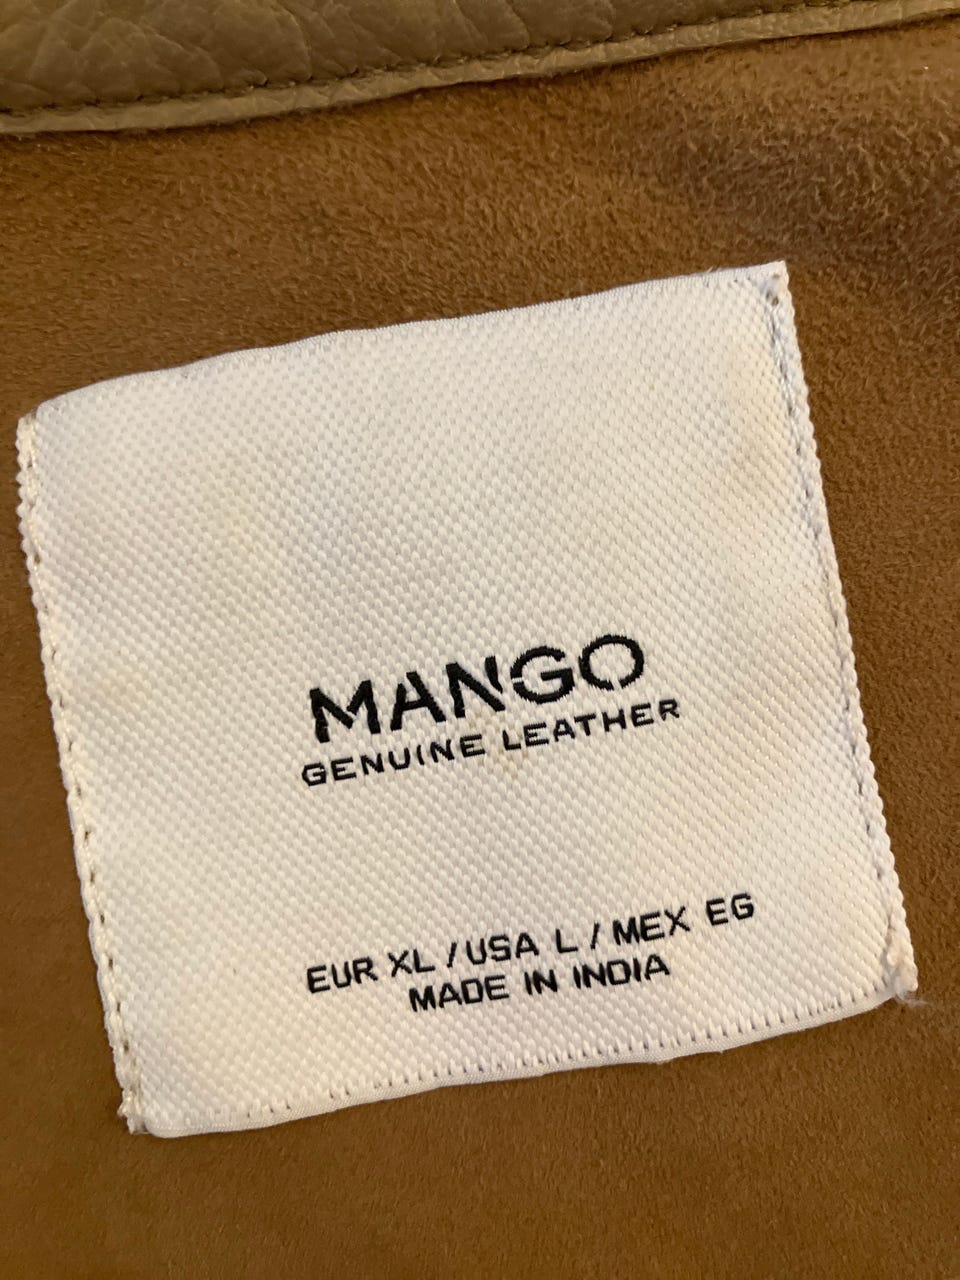 MANGO
GENUINE LEATHER
EUR XL / USA L / MEX EG
MADE IN INDIA